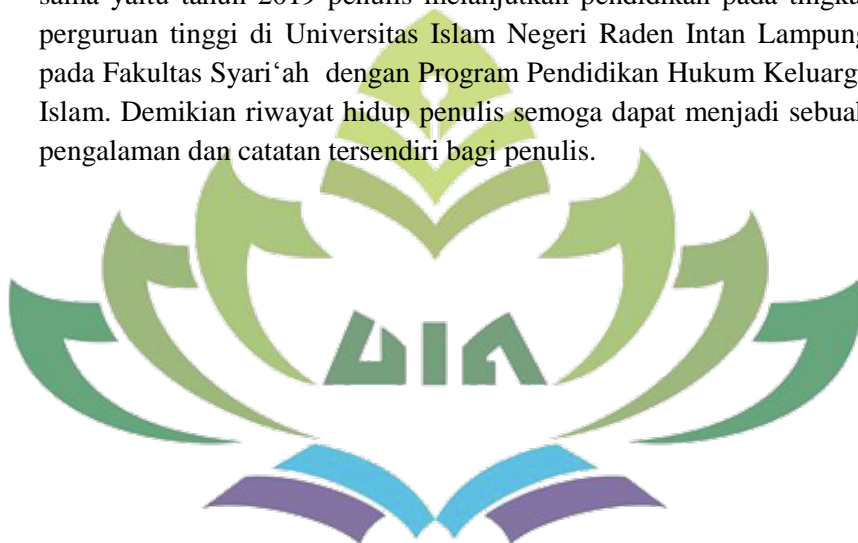 sama yaitu tahun 2019 penulis melanjutkan pendidikan pada tingka
perguruan tinggi di Universitas Islam Negeri Raden Intan Lampung
pada Fakultas Syari‘ah dengan Program Pendidikan Hukum Keluarg
Islam. Demikian riwayat hidup penulis semoga dapat menjadi sebual
pengalaman dan catatan tersendiri bagi penulis.
UIN